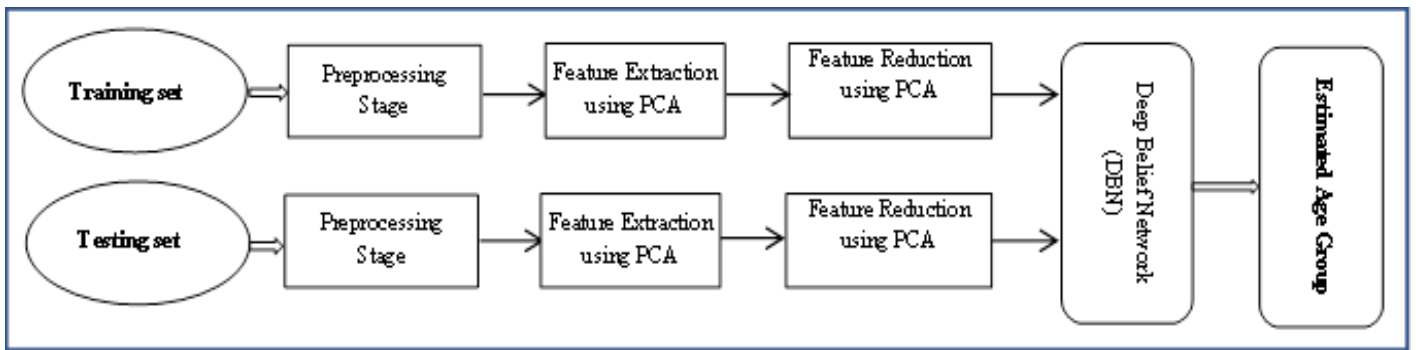 Training set
Preprocessing
Stage
Feature Extraction
using PCA
Feature Reduction
using PCA
Testing set
Preprocessing
Stage
Feature Extraction
using PCA
Feature Reduction
using PCA
Deep Belief Network
(DBN)
Estimated Age Group